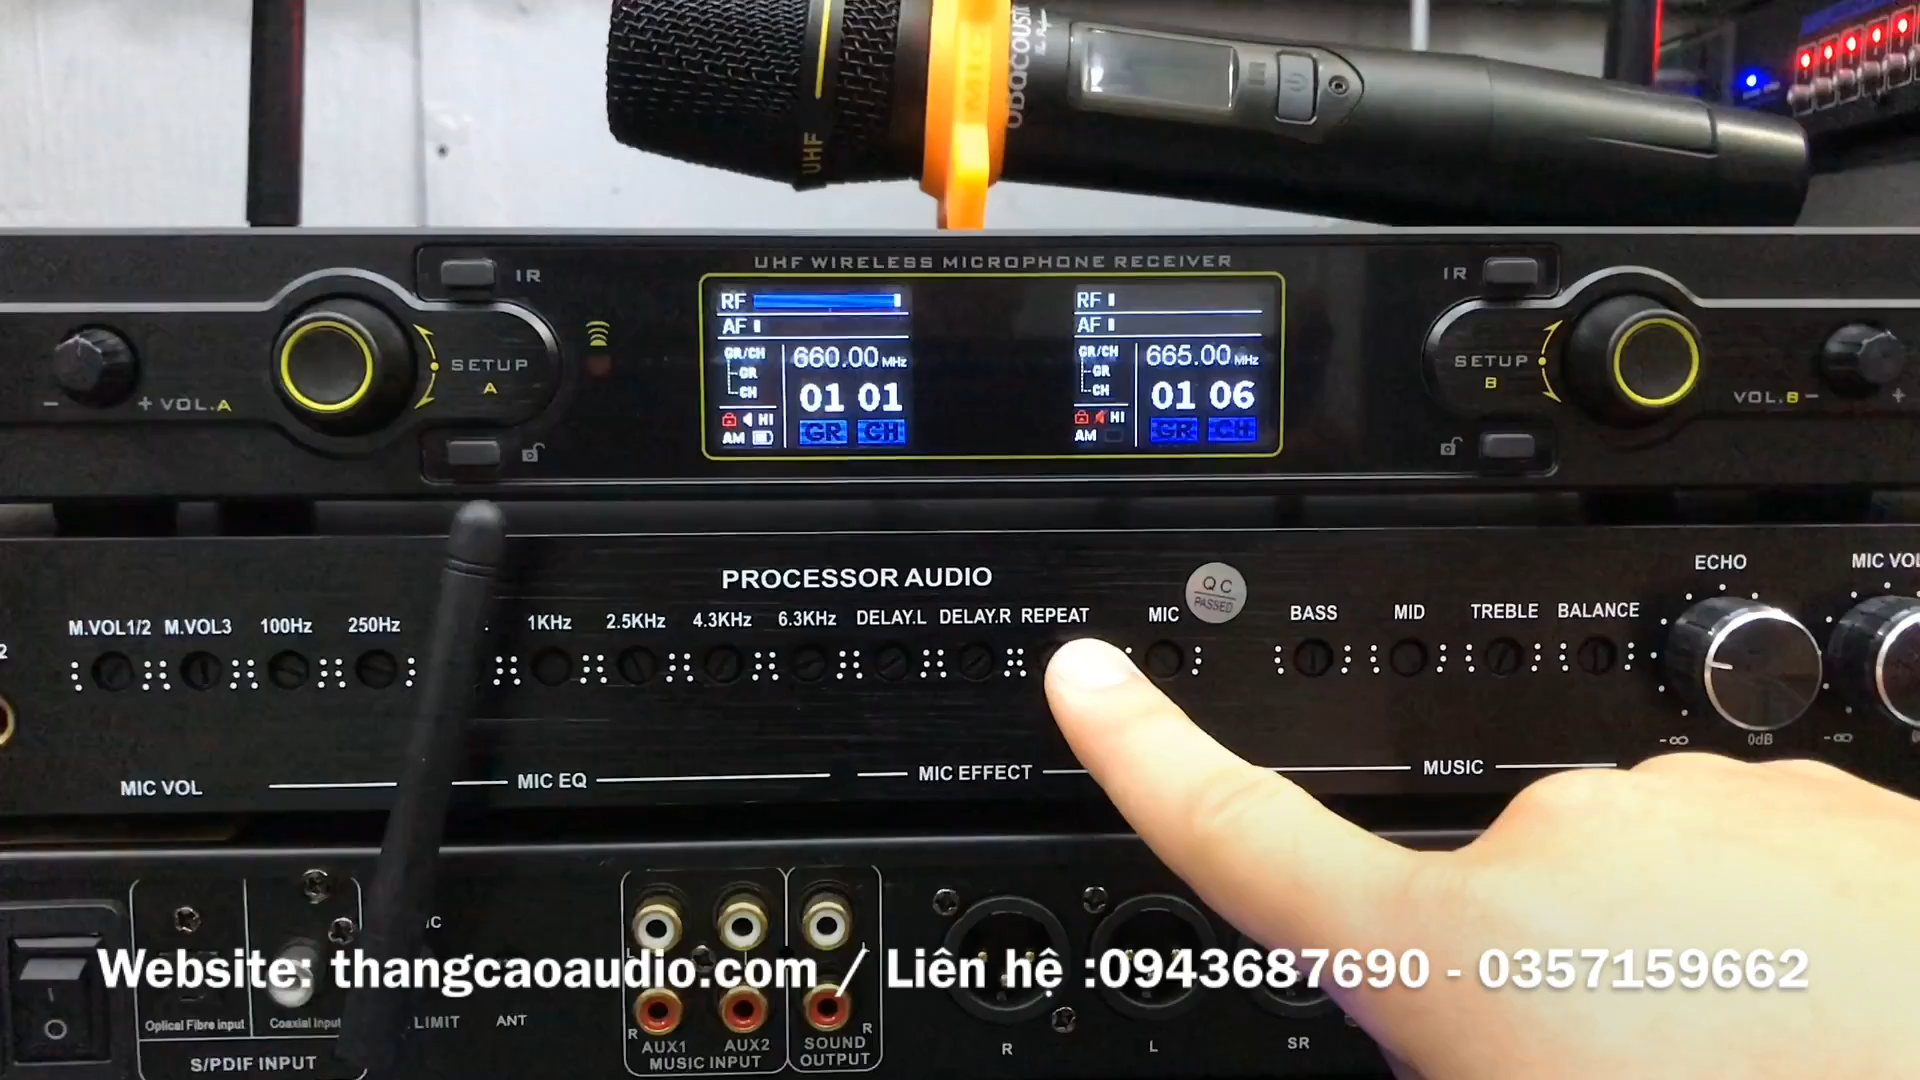 OBQCOUSTIC
MIC
UHF
UHF WIRELESS MICROPHONE RECEIVER
IR
SETUP
A
- + VOL.A
RF
AF
GR/CH
GR
CH
660.00 MHz
01 01
HI
AM
GR CH
RF
AF
GR/CH
GR
CH
665.00 MHz
01 06
HI
AM
GR CH
IR
SETUP
B
VOL.B - +
PROCESSOR AUDIO
QC
PASSED
M.VOL1/2 M.VOL3 100Hz 250Hz 1KHz 2.5KHz 4.3KHz 6.3KHz DELAY.L DELAY.R REPEAT MIC BASS MID TREBLE BALANCE
ECHO
-∞ 0dB
MIC VOL
-∞
MIC VOL MIC EQ MIC EFFECT MUSIC
Website: thangcaoaudio.com / Liên hệ :0943687690 - 0357159662
Optical Fibre input Coaxial Input
S/PDIF INPUT
LIMIT ANT
L
R
AUX1 AUX2
MUSIC INPUT
L
R
SOUND
OUTPUT
R L SR